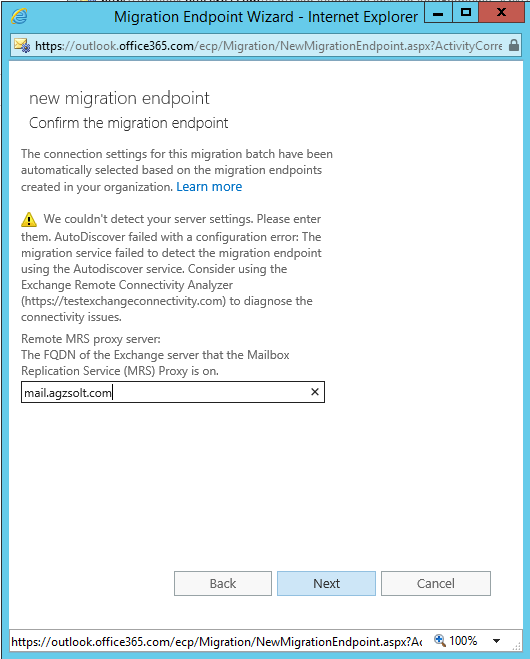 Migration Endpoint Wizard - Internet Explorer
https://outlook.office365.com/ecp/Migration/NewMigrationEndpoint.aspx?ActivityCorre
new migration endpoint
Confirm the migration endpoint
The connection settings for this migration batch have been
automatically selected based on the migration endpoints
created in your organization. Learn more
We couldn't detect your server settings. Please enter
them. AutoDiscover failed with a configuration error: The
migration service failed to detect the migration endpoint
using the Autodiscover service. Consider using the
Exchange Remote Connectivity Analyzer
(https://testexchangeconnectivity.com) to diagnose the
connectivity issues.
Remote MRS proxy server:
The FQDN of the Exchange server that the Mailbox
Replication Service (MRS) Proxy is on.
mail.agzsolt.com
Back Next Cancel
https://outlook.office365.com/ecp/Migration/NewMigrationEndpoint.aspx?Ac 100%